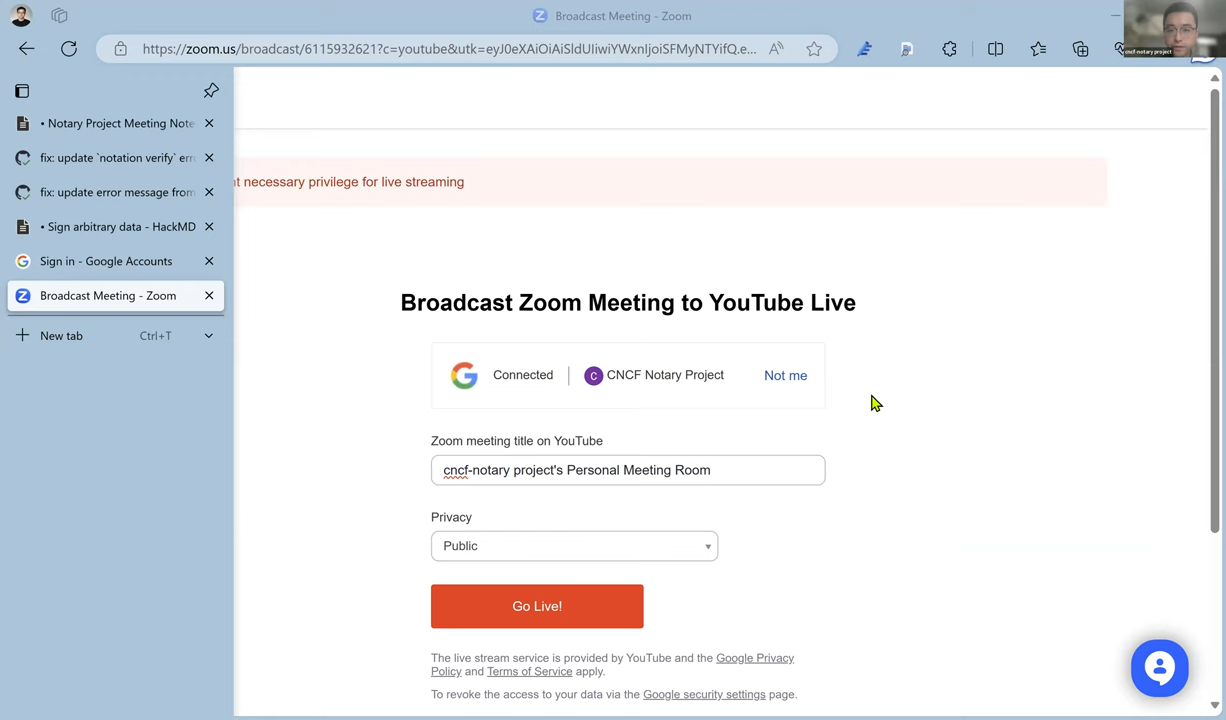 Broadcast Meeting - Zoom
https://zoom.us/broadcast/6115932621?c=youtube&utk=eyJ0eXAiOiJSldUIiwiYWxnIjoiSFMyNTYifQ.e...
cncf-notary project
• Notary Project Meeting Note
fix: update `notation verify` err
fix: update error message from
• Sign arbitrary data - HackMD
Sign in - Google Accounts
Broadcast Meeting - Zoom
New tab
Ctrl+T
nt necessary privilege for live streaming
Broadcast Zoom Meeting to YouTube Live
Connected
C
CNCF Notary Project
Not me
Zoom meeting title on YouTube
cncf-notary project's Personal Meeting Room
Privacy
Public
Go Live!
The live stream service is provided by YouTube and the Google Privacy
Policy and Terms of Service apply.
To revoke the access to your data via the Google security settings page.